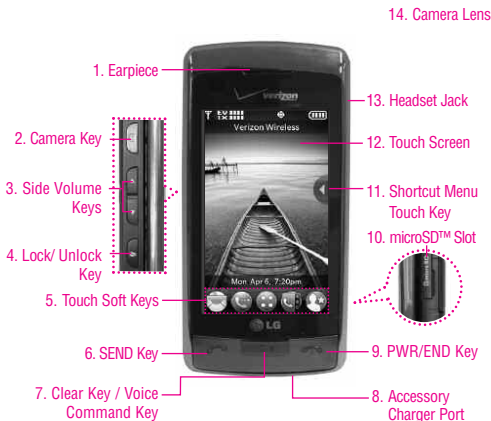 14. Camera Lens
1. Earpiece
verizon
13. Headset Jack
EV
1X
Verizon Wireless
2. Camera Key
12. Touch Screen
3. Side Volume
Keys
11. Shortcut Menu
Touch Key
10. microSD™ Slot
4. Lock/ Unlock
Key
Mon, Apr 6, 7:20pm
5. Touch Soft Keys
LG
6. SEND Key
9. PWR/END Key
7. Clear Key / Voice
Command Key
8. Accessory
Charger Port